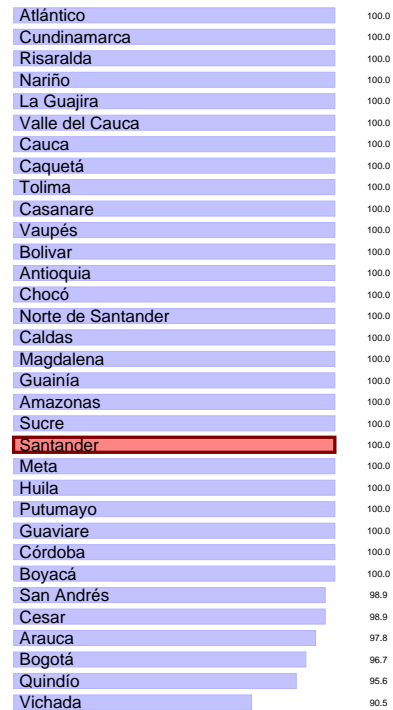 Atlántico 100.0
Cundinamarca 100.0
Risaralda 100.0
Nariño 100.0
La Guajira 100.0
Valle del Cauca 100.0
Cauca 100.0
Caquetá 100.0
Tolima 100.0
Casanare 100.0
Vaupés 100.0
Bolivar 100.0
Antioquia 100.0
Chocó 100.0
Norte de Santander 100.0
Caldas 100.0
Magdalena 100.0
Guainía 100.0
Amazonas 100.0
Sucre 100.0
Santander 100.0
Meta 100.0
Huila 100.0
Putumayo 100.0
Guaviare 100.0
Córdoba 100.0
Boyacá 100.0
San Andrés 98.9
Cesar 98.9
Arauca 97.8
Bogotá 96.7
Quindío 95.6
Vichada 90.5